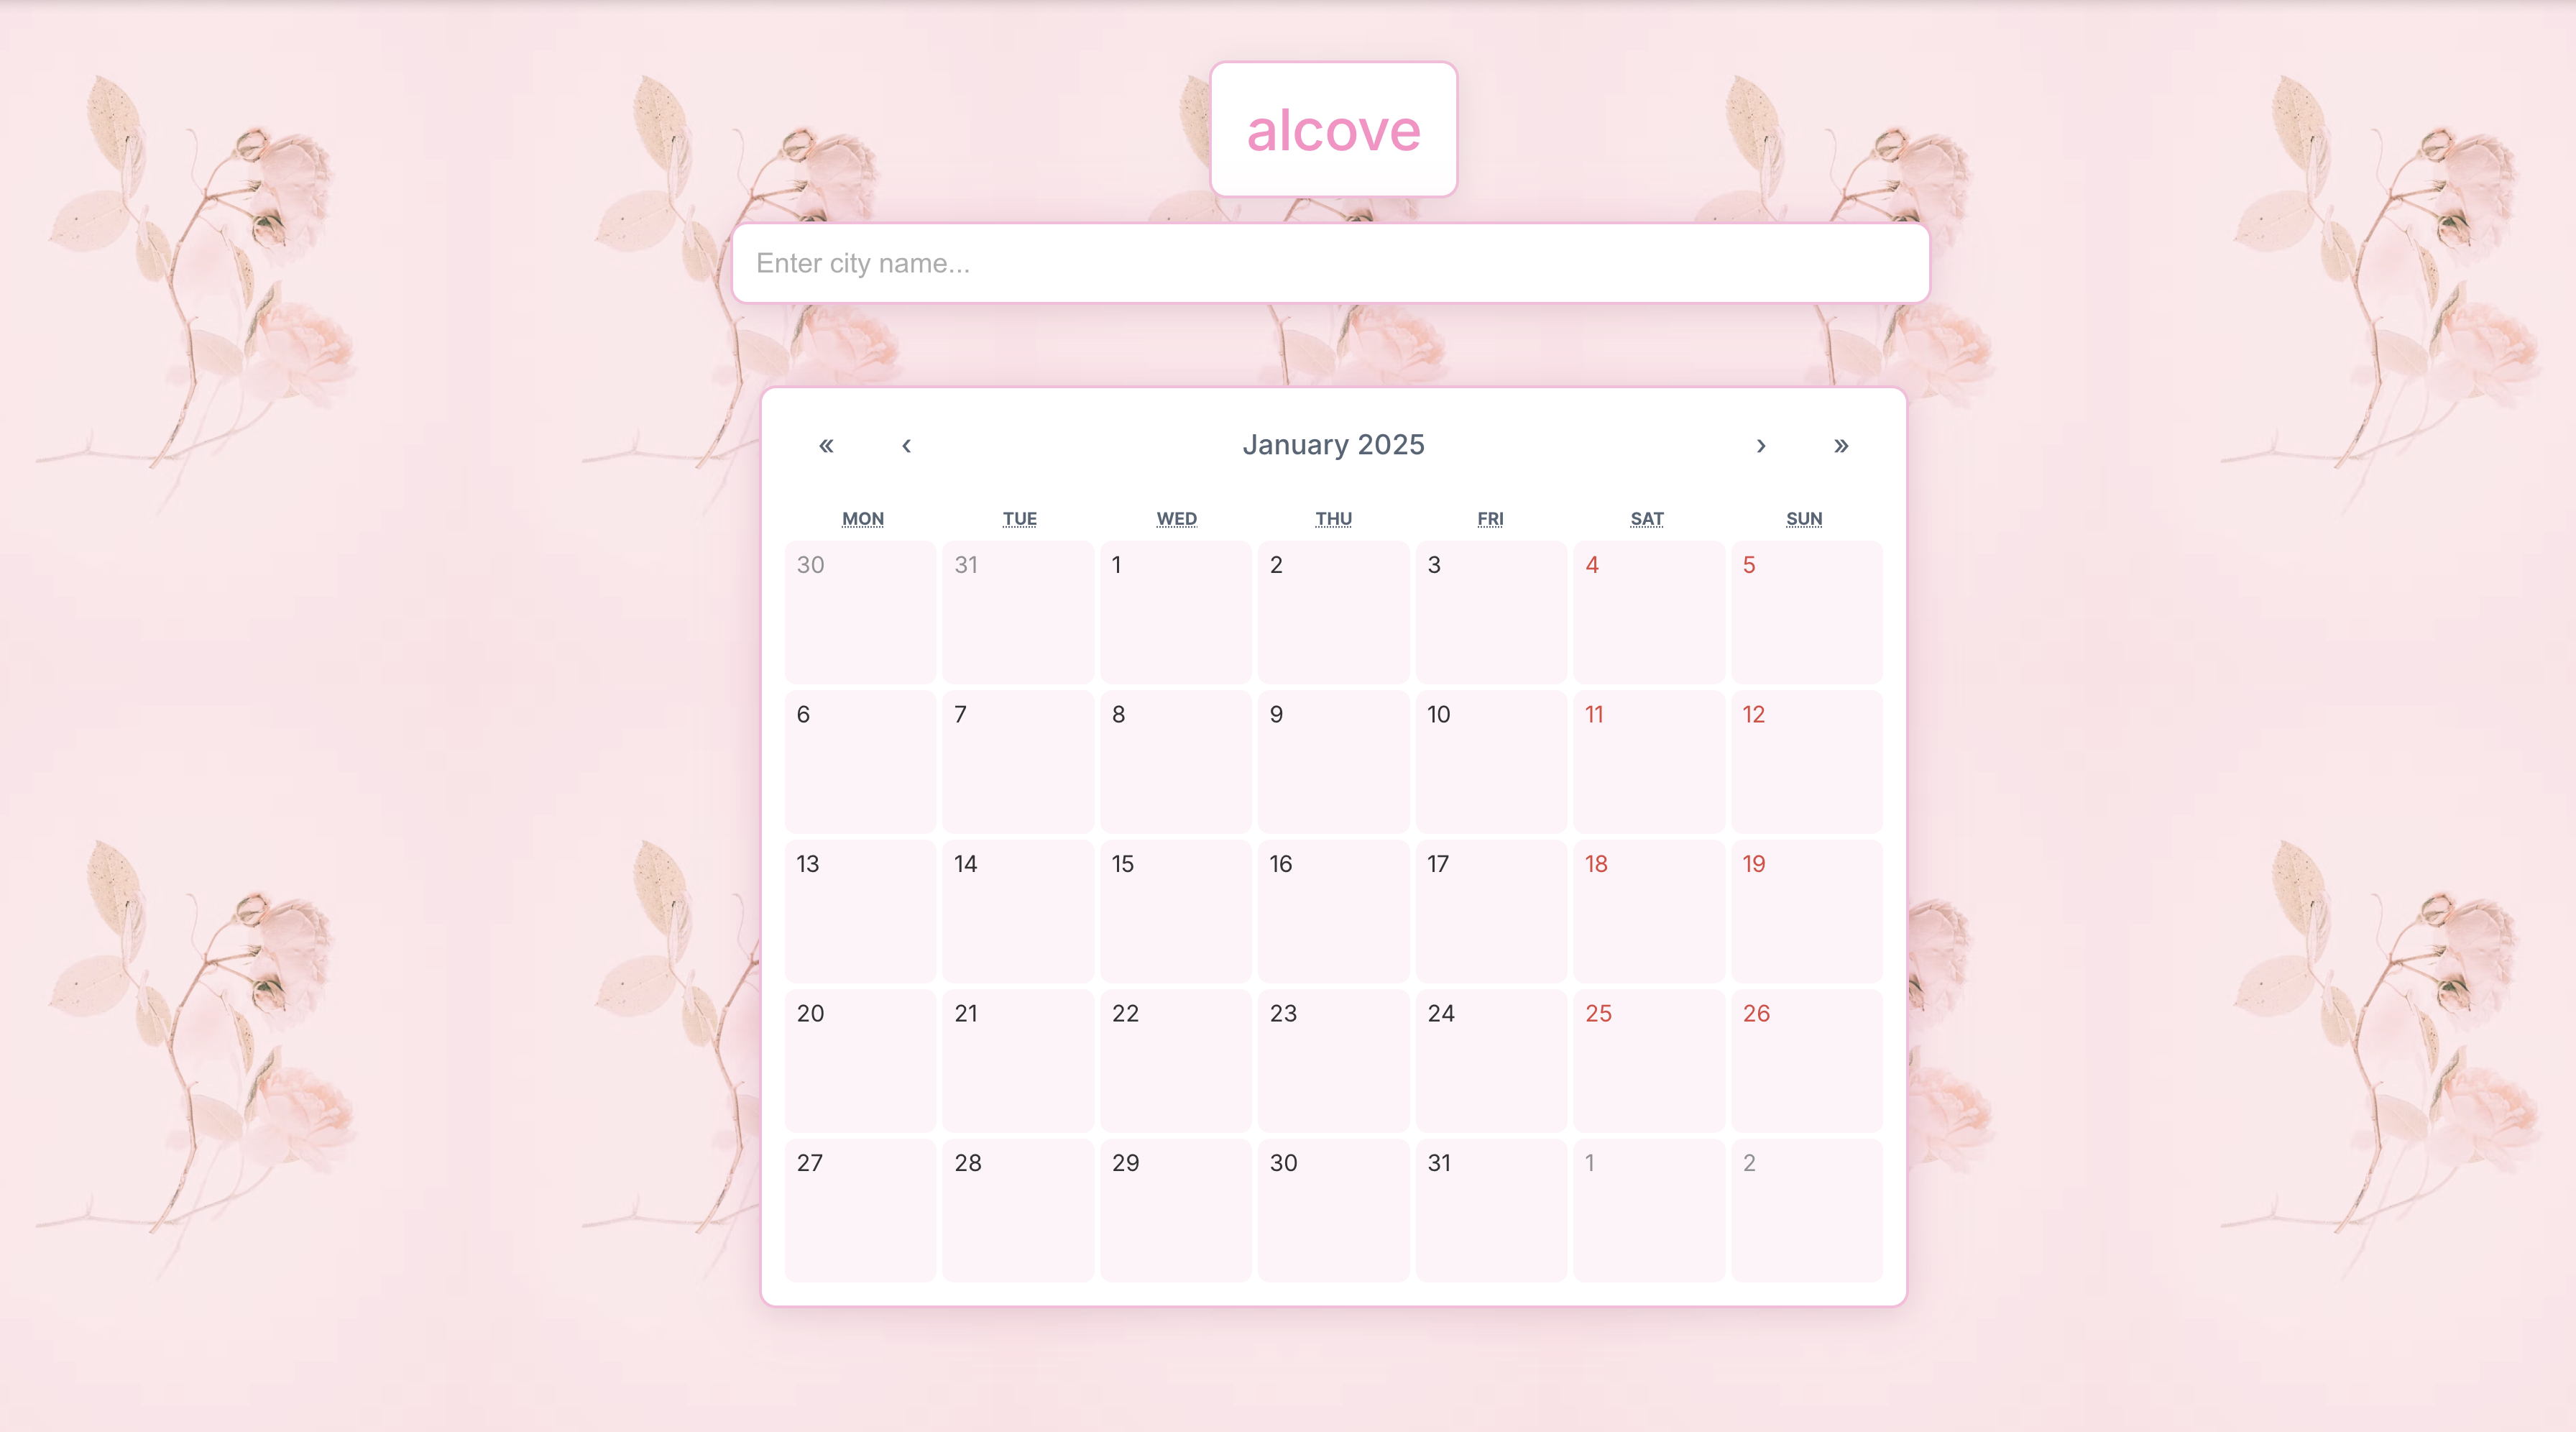 alcove
Enter city name...
« ‹ January 2025 › »
MON TUE WED THU FRI SAT SUN
30 31 1 2 3 4 5
6 7 8 9 10 11 12
13 14 15 16 17 18 19
20 21 22 23 24 25 26
27 28 29 30 31 1 2